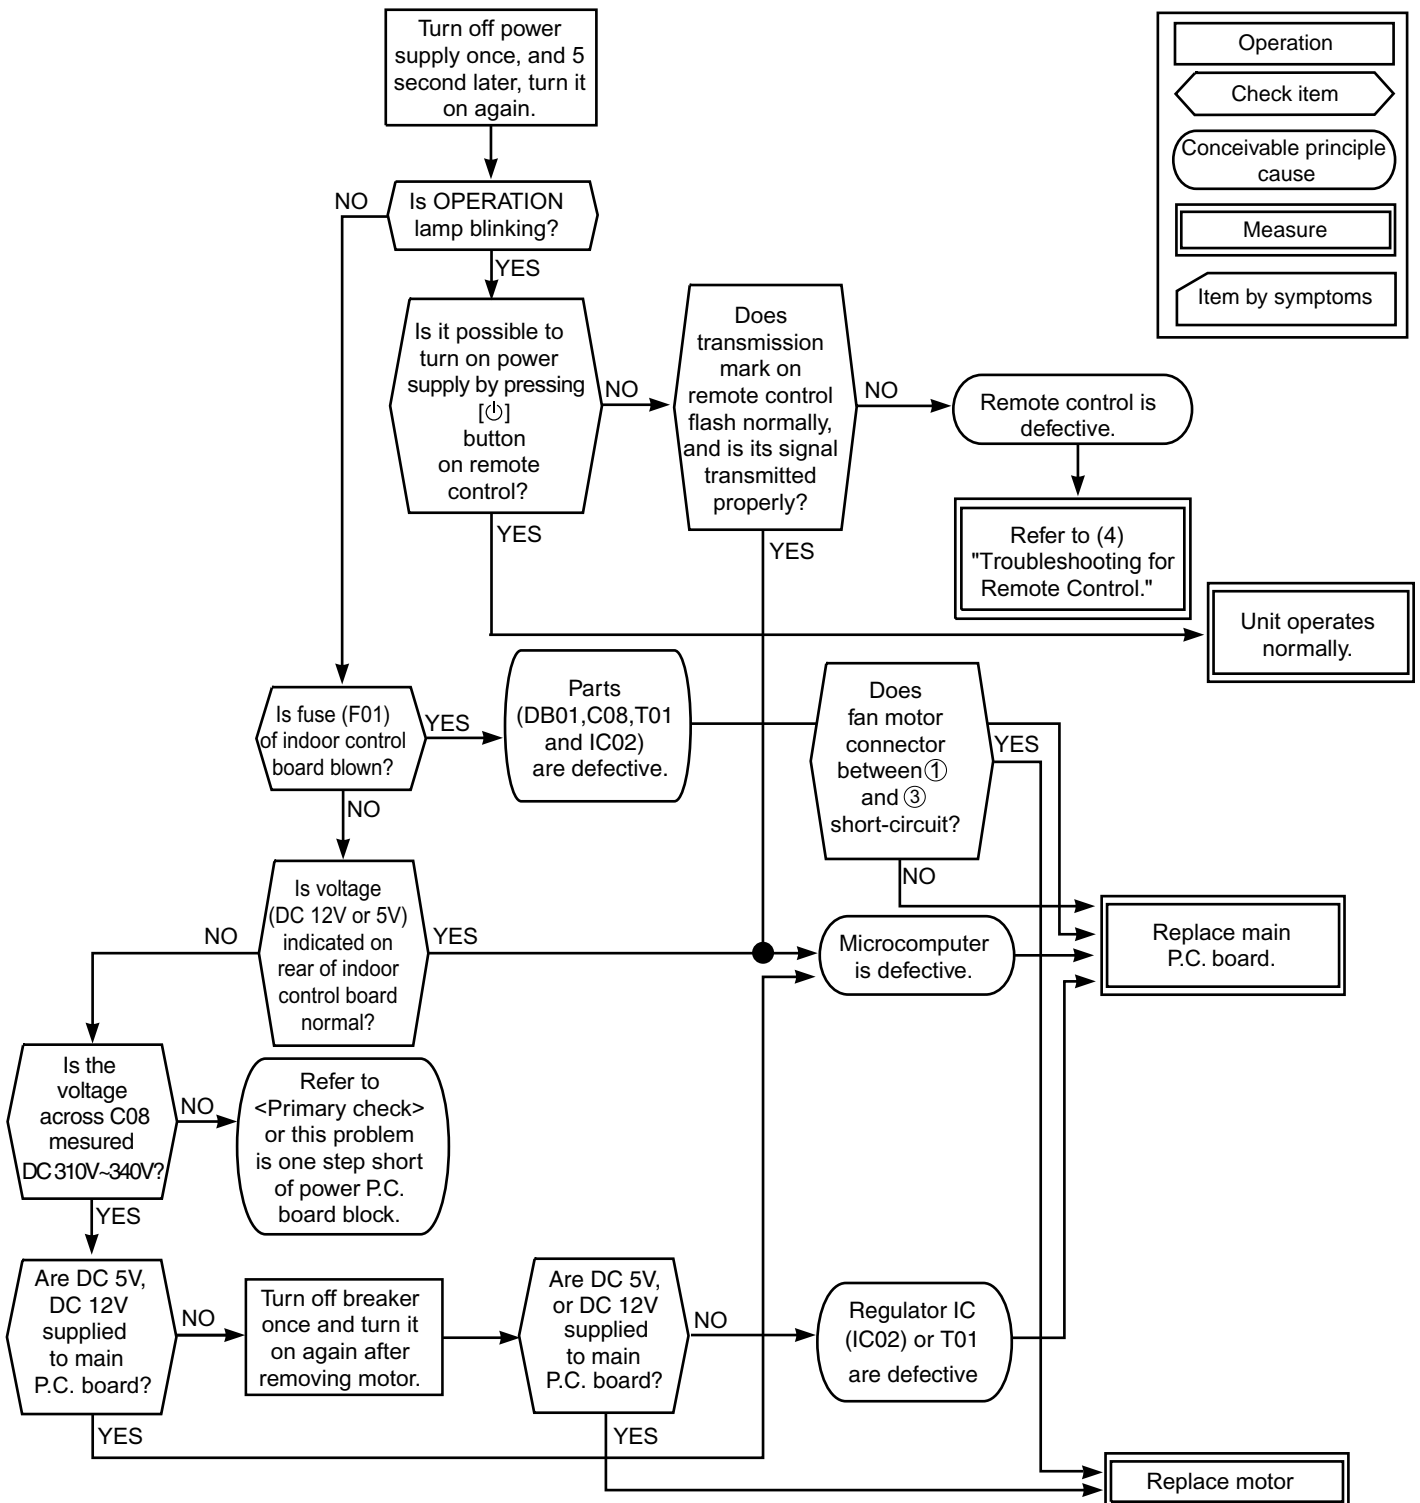 Turn off power
supply once, and 5
second later, turn it
on again.
Operation
Check item
Conceivable principle
cause
Measure
Item by symptoms
Is OPERATION
lamp blinking?
NO
YES
Is it possible to
turn on power
supply by pressing
[⏻]
button
on remote
control?
NO
YES
Does
transmission
mark on
remote control
flash normally,
and is its signal
transmitted
properly?
NO
YES
Remote control is
defective.
Refer to (4)
"Troubleshooting for
Remote Control."
Unit operates
normally.
Is fuse (F01)
of indoor control
board blown?
YES
NO
Parts
(DB01,C08,T01
and IC02)
are defective.
Does
fan motor
connector
between①
and ③
short-circuit?
YES
NO
Is voltage
(DC 12V or 5V)
indicated on
rear of indoor
control board
normal?
NO
YES
Microcomputer
is defective.
Replace main
P.C. board.
Is the
voltage
across C08
mesured
DC 310V~340V?
NO
YES
Refer to
<Primary check>
or this problem
is one step short
of power P.C.
board block.
Are DC 5V,
DC 12V
supplied
to main
P.C. board?
NO
YES
Turn off breaker
once and turn it
on again after
removing motor.
Are DC 5V,
or DC 12V
supplied
to main
P.C. board?
NO
YES
Regulator IC
(IC02) or T01
are defective
Replace motor